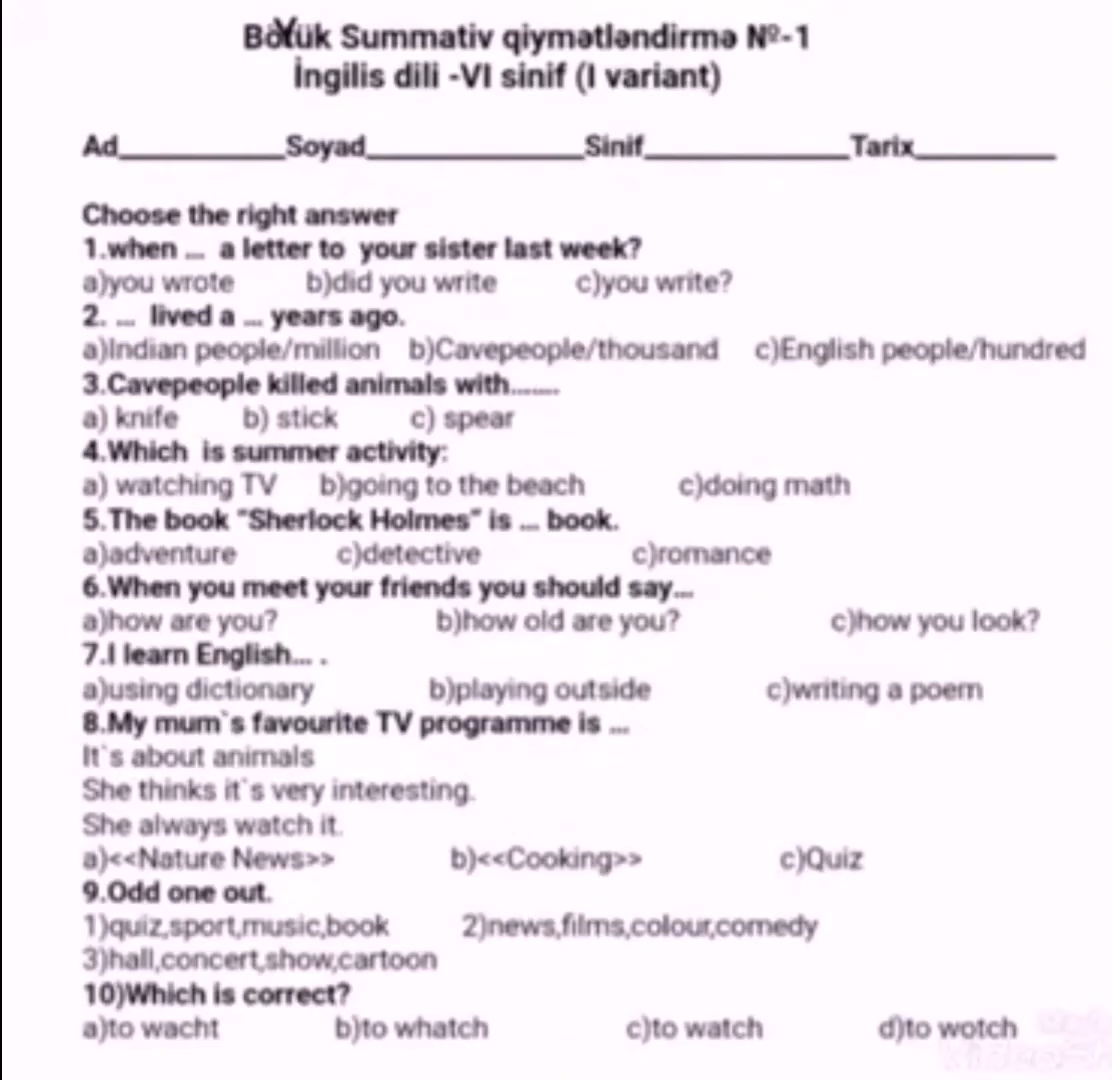 Böyük Summativ qiymətləndirmə №-1
İngilis dili -VI sinif (I variant)
Ad__________Soyad_____________Sinif____________Tarix_________
Choose the right answer
1.when ... a letter to your sister last week?
a)you wrote b)did you write c)you write?
2. ... lived a ... years ago.
a)Indian people/million b)Cavepeople/thousand c)English people/hundred
3.Cavepeople killed animals with.......
a) knife b) stick c) spear
4.Which is summer activity:
a) watching TV b)going to the beach c)doing math
5.The book "Sherlock Holmes" is ... book.
a)adventure c)detective c)romance
6.When you meet your friends you should say...
a)how are you? b)how old are you? c)how you look?
7.I learn English... .
a)using dictionary b)playing outside c)writing a poem
8.My mum`s favourite TV programme is ...
It`s about animals
She thinks it`s very interesting.
She always watch it.
a)<<Nature News>> b)<<Cooking>> c)Quiz
9.Odd one out.
1)quiz,sport,music,book 2)news,films,colour,comedy
3)hall,concert,show,cartoon
10)Which is correct?
a)to wacht b)to whatch c)to watch d)to wotch